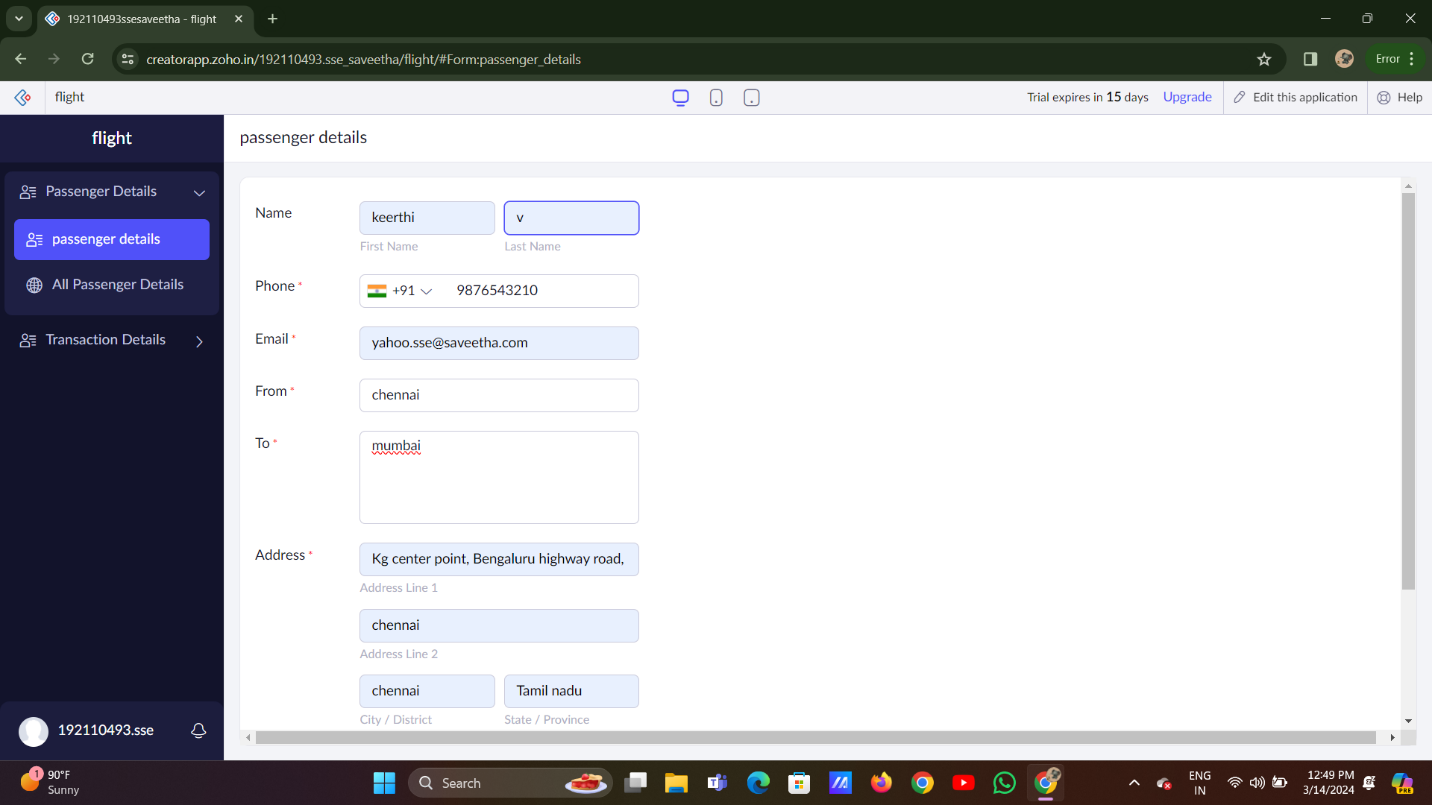 192110493ssesaveetha - flight
creatorapp.zoho.in/192110493.sse_saveetha/flight/#Form:passenger_details
Error
flight
Trial expires in 15 days Upgrade Edit this application Help
flight
passenger details
Passenger Details
passenger details
All Passenger Details
Transaction Details
Name keerthi v
First Name Last Name
Phone * +91 9876543210
Email * yahoo.sse@saveetha.com
From * chennai
To * mumbai
Address * Kg center point, Bengaluru highway road,
Address Line 1
chennai
Address Line 2
chennai Tamil nadu
City / District State / Province
192110493.sse
1 90°F
Sunny
Search
ENG
IN
12:49 PM
3/14/2024
PRE